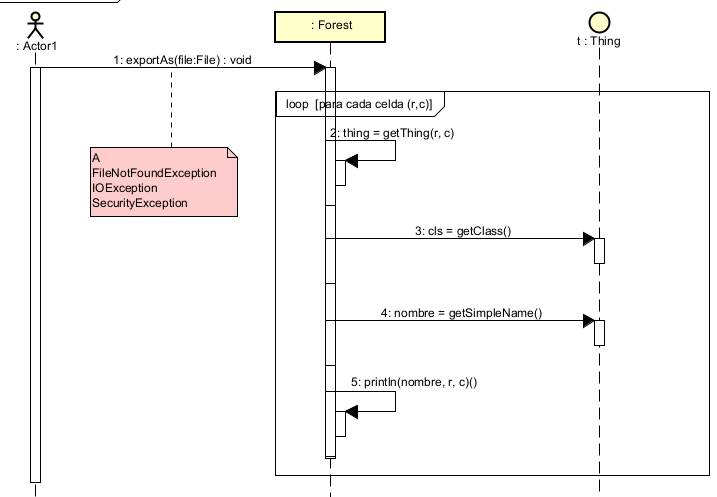 : Actor1
: Forest
t : Thing
1: exportAs(file:File) : void
loop [para cada celda (r,c)]
2: thing = getThing(r, c)
A
FileNotFoundException
IOException
SecurityException
3: cls = getClass()
4: nombre = getSimpleName()
5: println(nombre, r, c)()